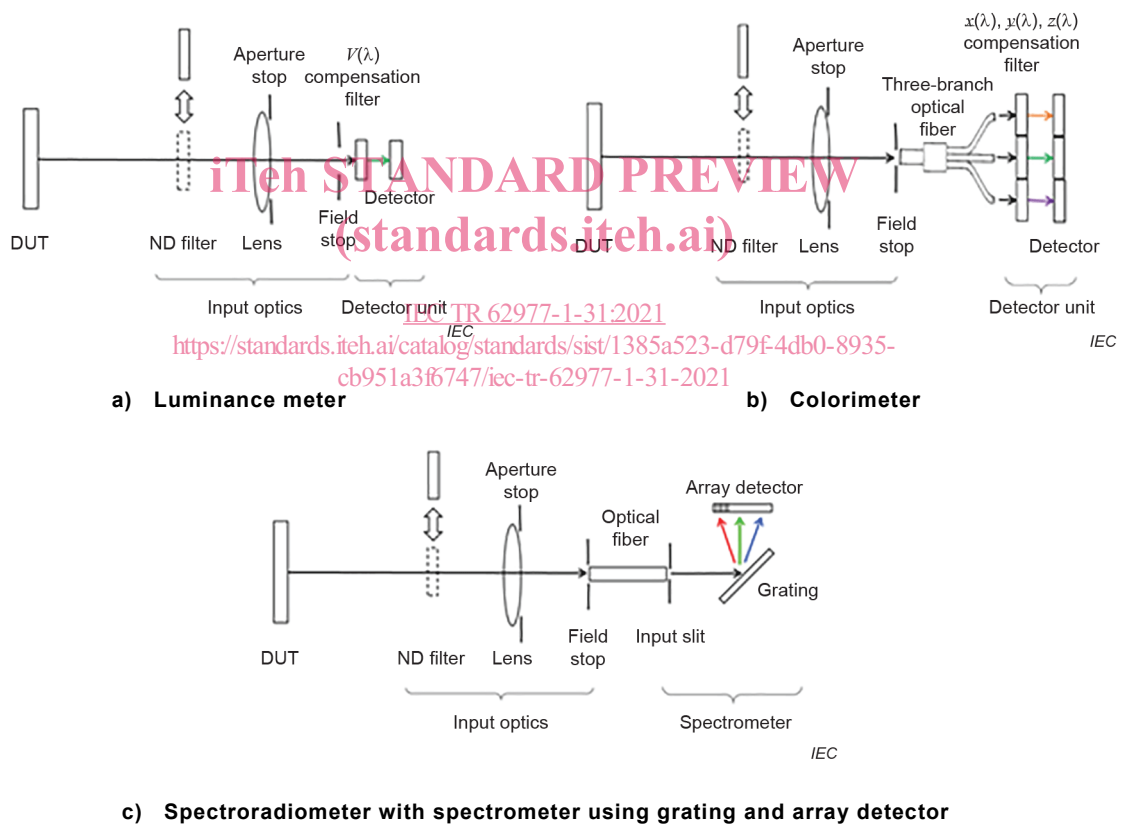 Aperture
stop
V(λ)
compensation
filter
DUT
ND filter
Lens
Field
stop
Detector
Input optics
Detector unit
IEC
a) Luminance meter
Aperture
stop
x(λ), y(λ), z(λ)
compensation
filter
Three-branch
optical
fiber
DUT
ND filter
Lens
Field
stop
Detector
Input optics
Detector unit
IEC
b) Colorimeter
iTeh STANDARD PREVIEW
(standards.iteh.ai)
IEC TR 62977-1-31:2021
https://standards.iteh.ai/catalog/standards/sist/1385a523-d79f-4db0-8935-
cb951a3f6747/iec-tr-62977-1-31-2021
Aperture
stop
Optical
fiber
Array detector
Grating
DUT
ND filter
Lens
Field
stop
Input slit
Input optics
Spectrometer
IEC
c) Spectroradiometer with spectrometer using grating and array detector